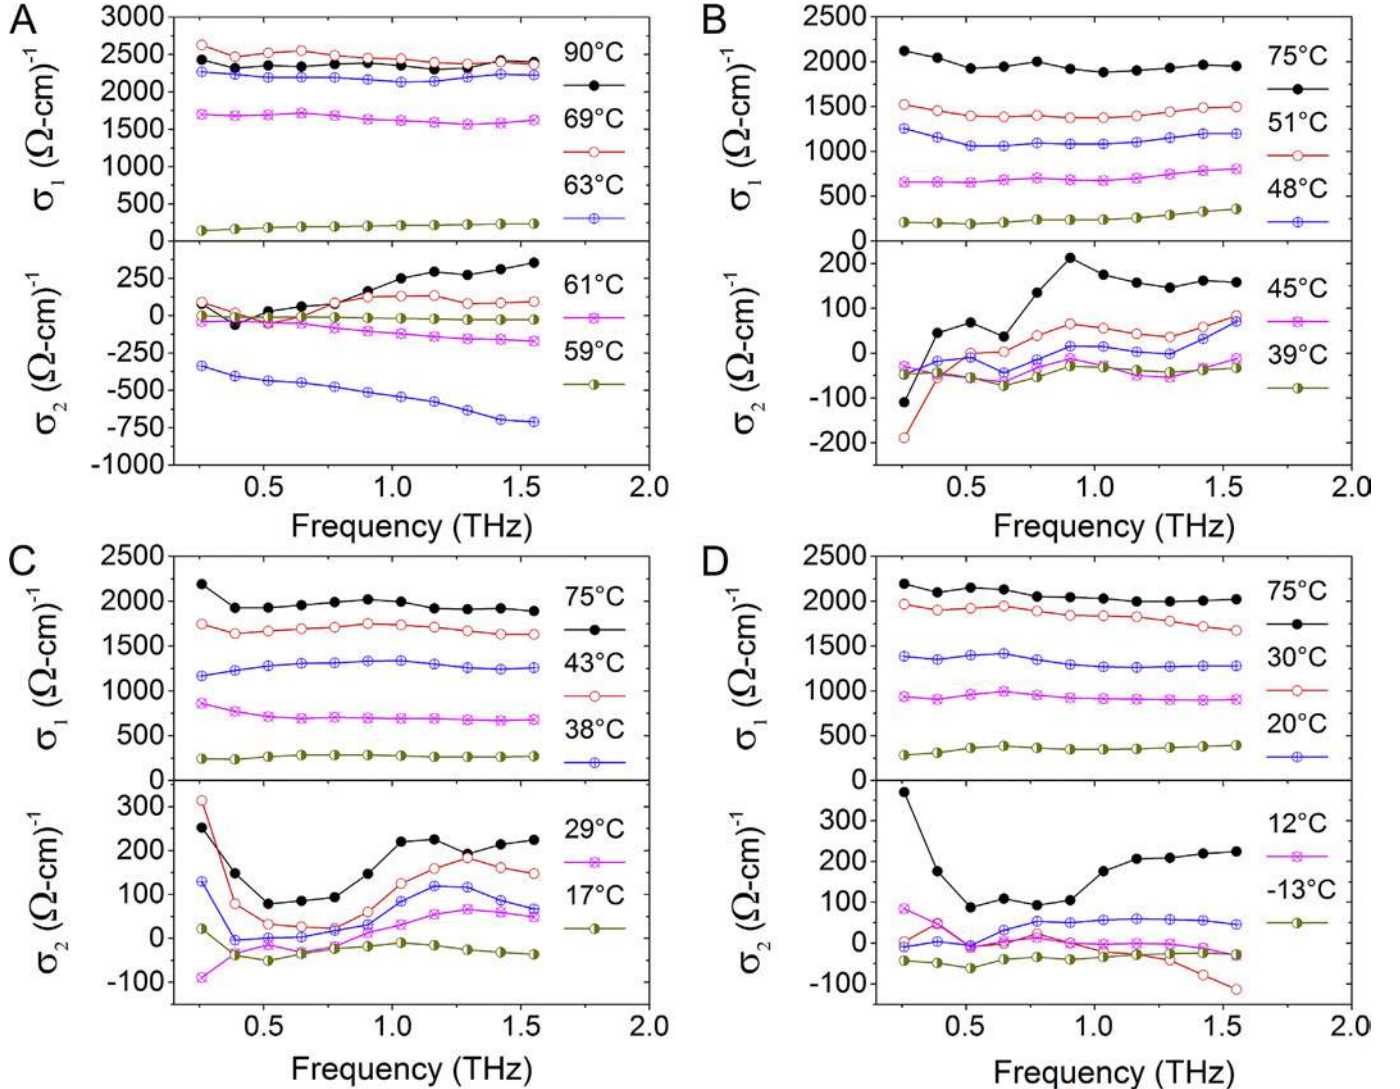 A
σ₁ (Ω-cm)⁻¹
3000
2500
2000
1500
1000
500
0
90°C
69°C
63°C
σ₂ (Ω-cm)⁻¹
250
0
-250
-500
-750
-1000
61°C
59°C
0.5
1.0
1.5
2.0
Frequency (THz)
B
σ₁ (Ω-cm)⁻¹
2500
2000
1500
1000
500
0
75°C
51°C
48°C
σ₂ (Ω-cm)⁻¹
200
100
0
-100
-200
45°C
39°C
0.5
1.0
1.5
2.0
Frequency (THz)
C
σ₁ (Ω-cm)⁻¹
2500
2000
1500
1000
500
0
75°C
43°C
38°C
σ₂ (Ω-cm)⁻¹
300
200
100
0
-100
29°C
17°C
0.5
1.0
1.5
2.0
Frequency (THz)
D
σ₁ (Ω-cm)⁻¹
2500
2000
1500
1000
500
0
75°C
30°C
20°C
σ₂ (Ω-cm)⁻¹
300
200
100
0
-100
12°C
-13°C
0.5
1.0
1.5
2.0
Frequency (THz)